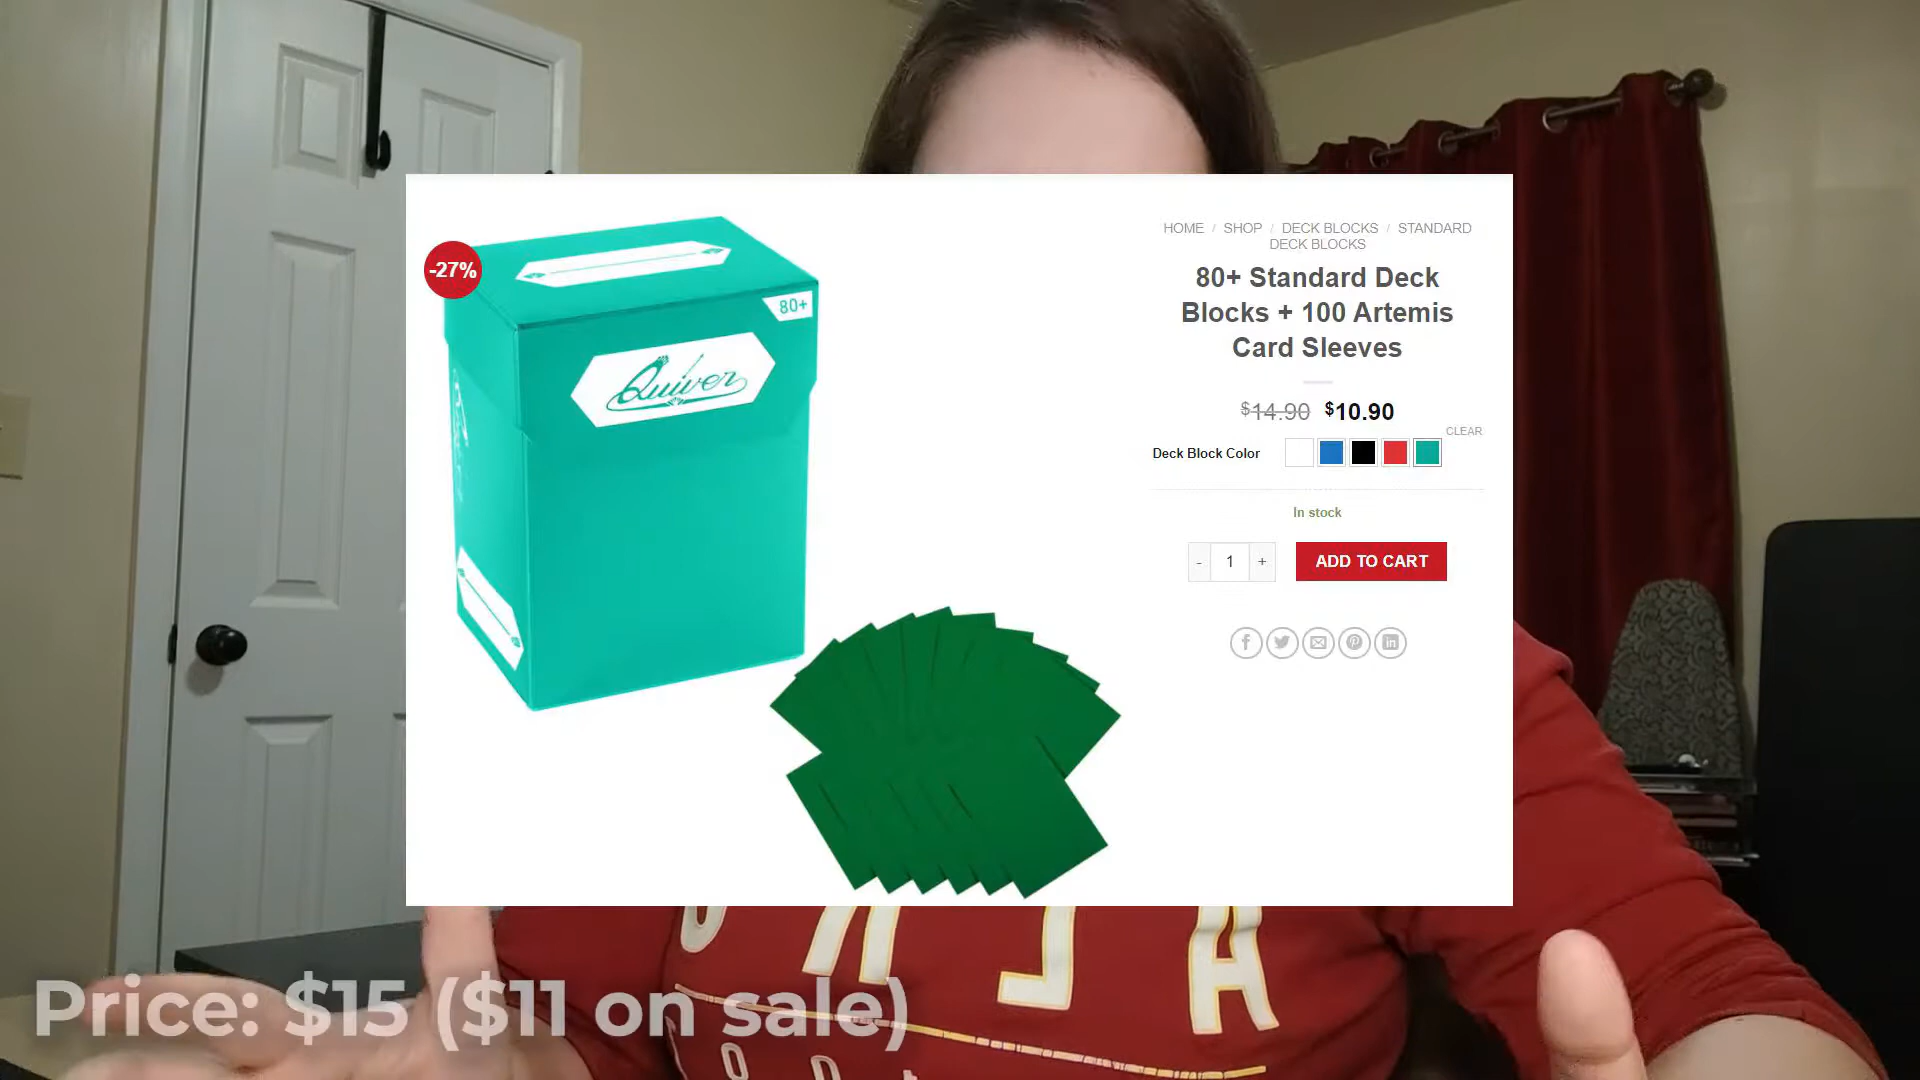 -27%
80+
Quiver
HOME / SHOP / DECK BLOCKS / STANDARD
DECK BLOCKS
80+ Standard Deck
Blocks + 100 Artemis
Card Sleeves
$14.90 $10.90
CLEAR
Deck Block Color
In stock
- 1 +
ADD TO CART
Price: $15 ($11 on sale)